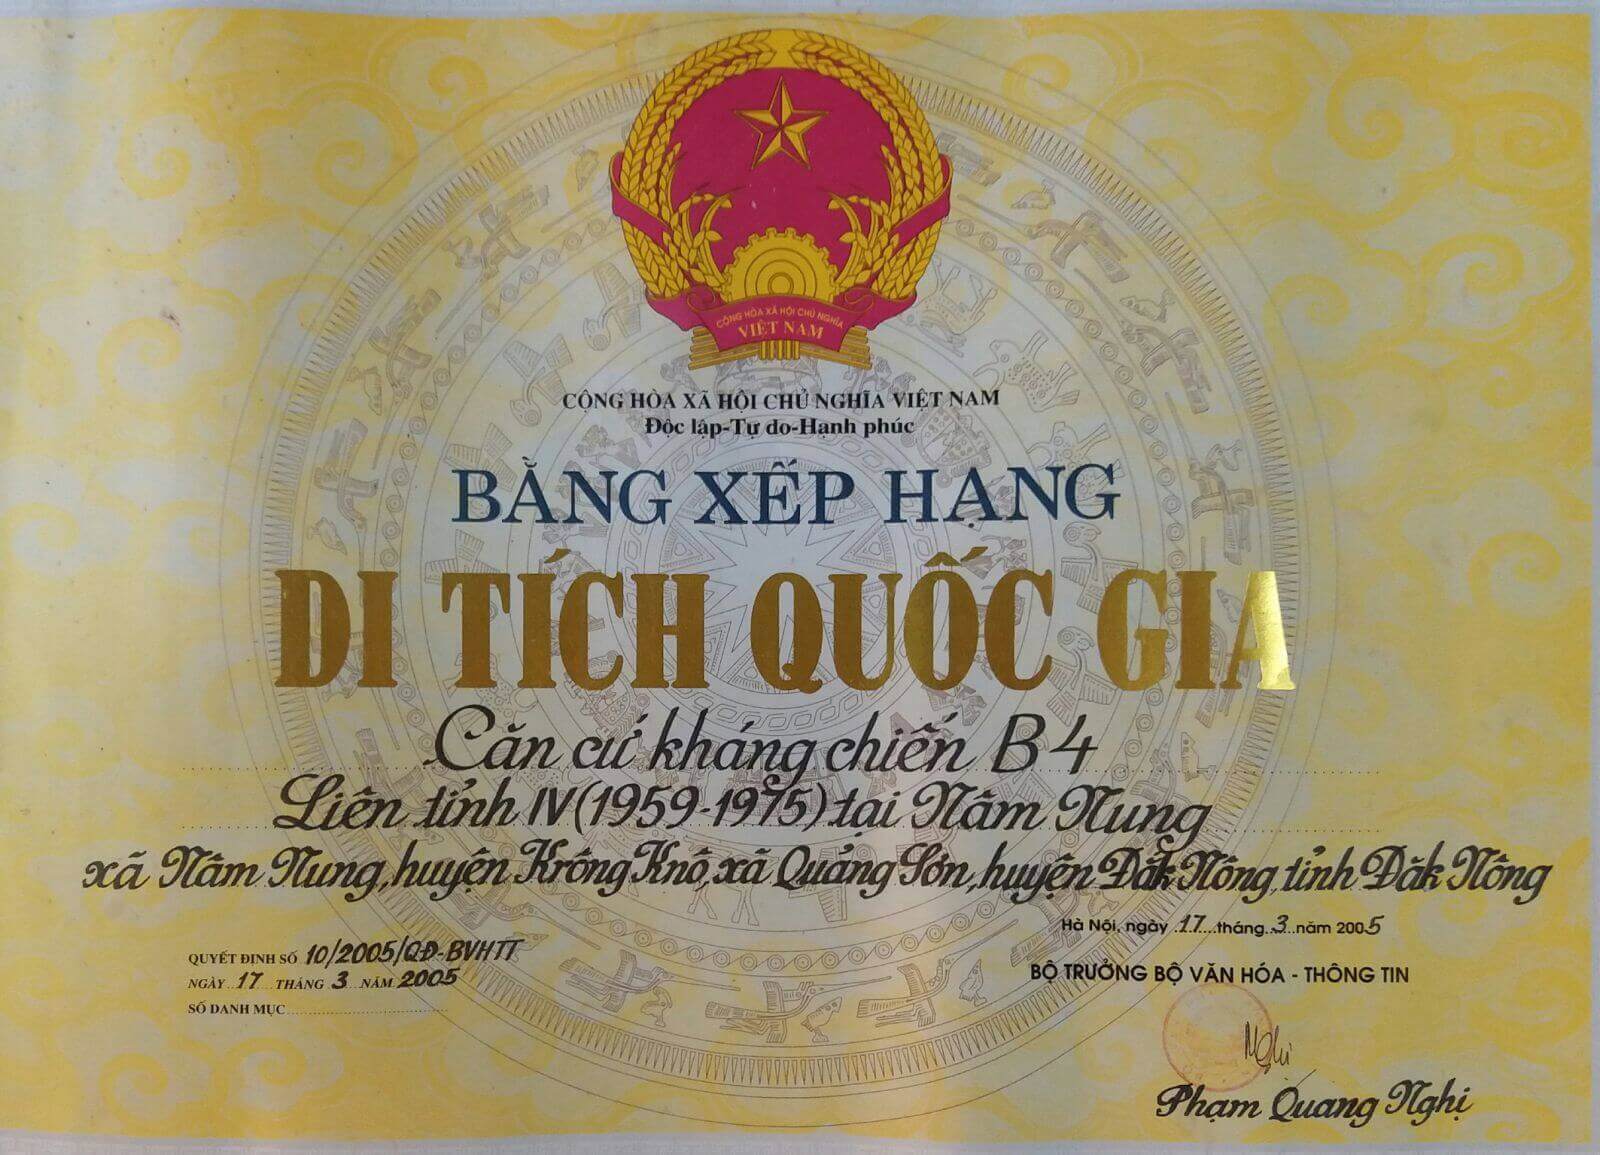 CỘNG HÒA XÃ HỘI CHỦ NGHĨA
VIỆT NAM
CỘNG HÒA XÃ HỘI CHỦ NGHĨA VIỆT NAM
Độc lập-Tự do-Hạnh phúc
BẰNG XẾP HẠNG
DI TÍCH QUỐC GIA
Căn cứ kháng chiến B4
Liên tỉnh IV (1959-1975) tại Nâm Nung
xã Nâm Nung, huyện Krông Knô, xã Quảng Sơn, huyện Đăk Nông, tỉnh Đăk Nông
Hà Nội, ngày 17 tháng 3 năm 2005
QUYẾT ĐỊNH SỐ 10/2005/QĐ-BVHTT
NGÀY 17 THÁNG 3 NĂM 2005
SỐ DANH MỤC
BỘ TRƯỞNG BỘ VĂN HÓA - THÔNG TIN
Nghị
Phạm Quang Nghị